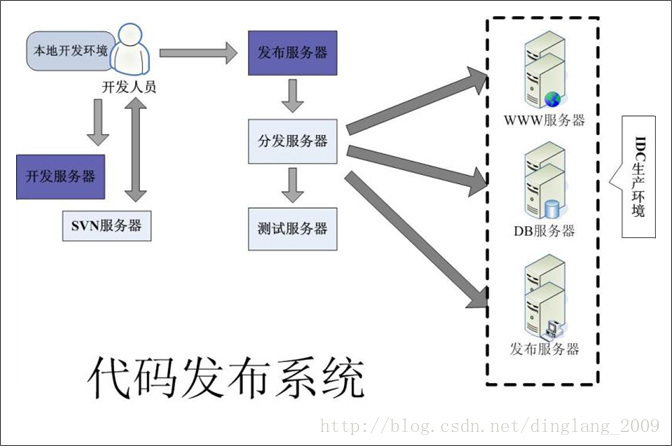 本地开发环境
开发人员
发布服务器
开发服务器
SVN服务器
分发服务器
测试服务器
WWW服务器
DB服务器
发布服务器
IDC生产环境
代码发布系统
http://blog.csdn.net/dinglang_2009